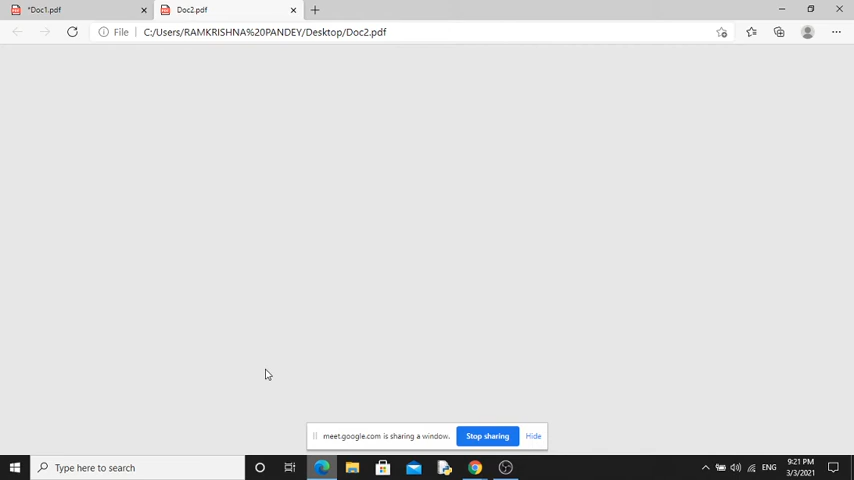 *Doc1.pdf
Doc2.pdf
File
C:/Users/RAMKRISHNA%20PANDEY/Desktop/Doc2.pdf
meet.google.com is sharing a window.
Stop sharing
Hide
Type here to search
ENG
9:21 PM
3/3/2021